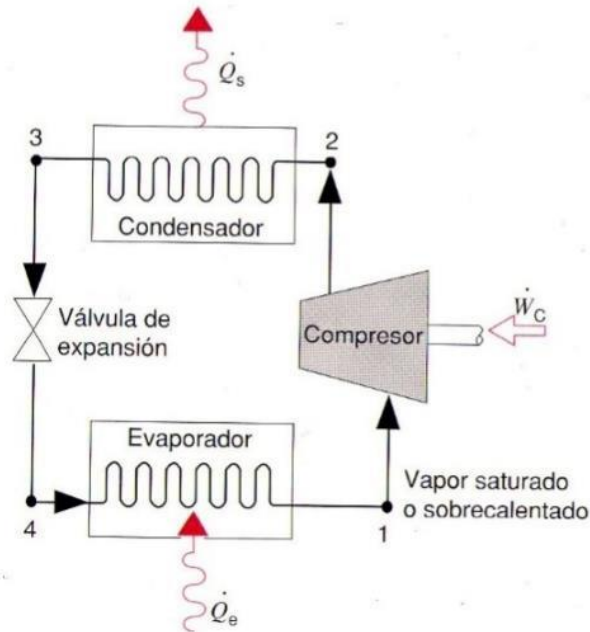 Q̇s
3
2
Condensador
Válvula de
expansión
Compresor
ẆC
Evaporador
Vapor saturado
o sobrecalentado
4
1
Q̇e